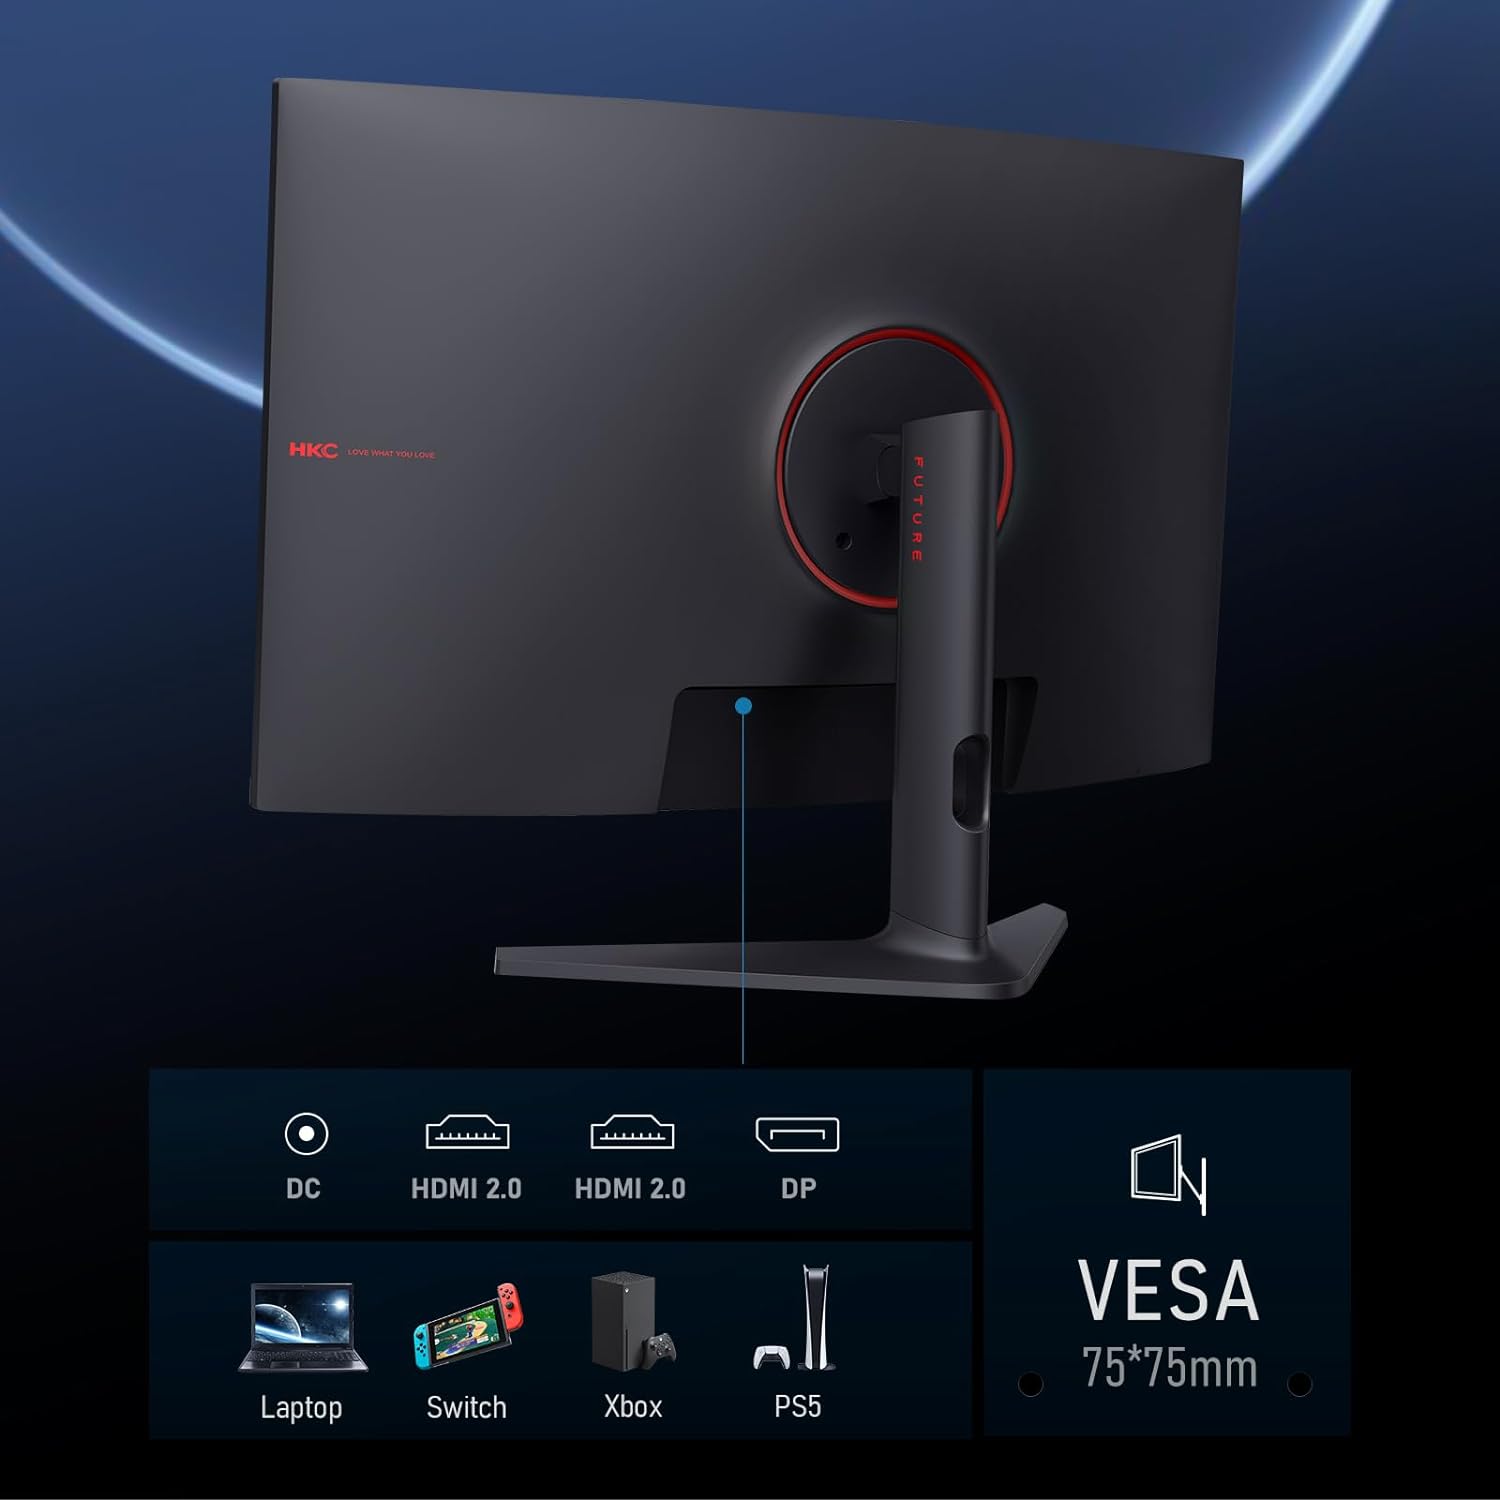 HKC LOVE WHAT YOU LOVE
FUTURE
DC HDMI 2.0 HDMI 2.0 DP
Laptop Switch Xbox PS5
VESA
75*75mm